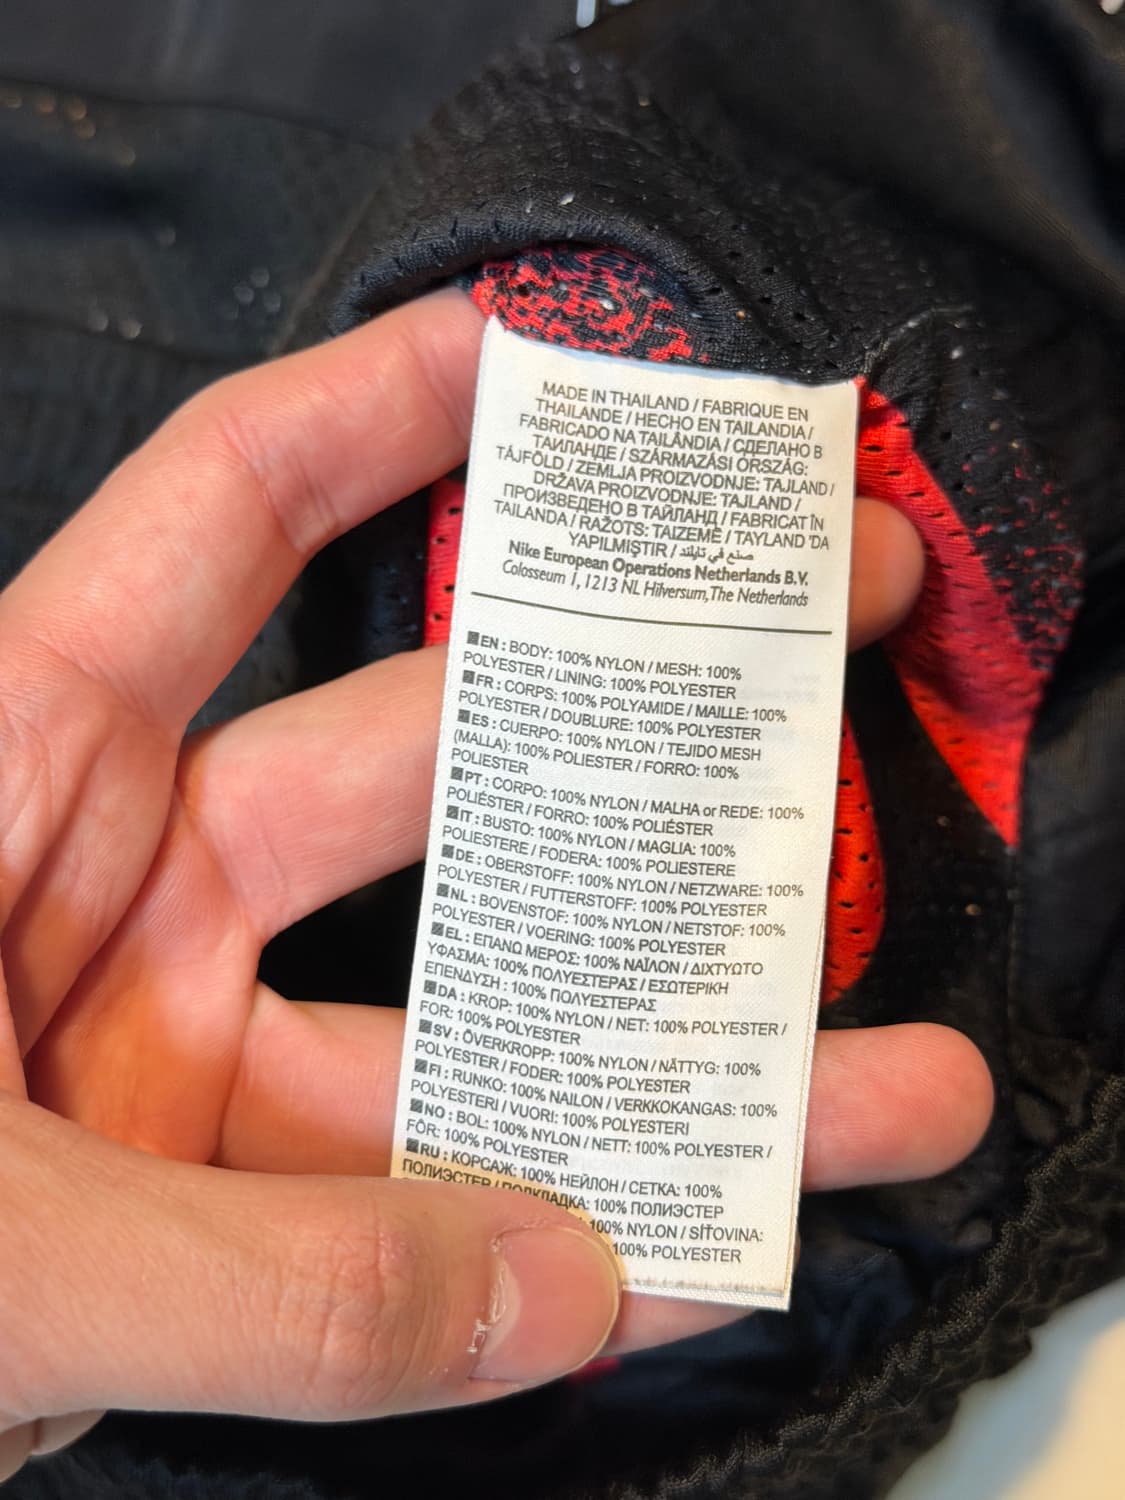 MADE IN THAILAND / FABRIQUE EN
THAILANDE / HECHO EN TAILANDIA /
FABRICADO NA TAILÂNDIA / СДЕЛАНО В
ТАИЛАНДЕ / SZÁRMAZÁSI ORSZÁG:
TÁJFÖLD / ZEMLJA PROIZVODNJE: TAJLAND /
DRŽAVA PROIZVODNJE: TAJLAND /
ПРОИЗВЕДЕНО В ТАЙЛАНД / FABRICAT ÎN
TAILANDA / RAŽOTS: TAIZEMĒ / TAYLAND 'DA
YAPILMIŞTIR / صنع في تايلند
Nike European Operations Netherlands B.V.
Colosseum 1, 1213 NL Hilversum, The Netherlands
EN : BODY: 100% NYLON / MESH: 100%
POLYESTER / LINING: 100% POLYESTER
FR : CORPS: 100% POLYAMIDE / MAILLE: 100%
POLYESTER / DOUBLURE: 100% POLYESTER
ES : CUERPO: 100% NYLON / TEJIDO MESH
(MALLA): 100% POLIESTER / FORRO: 100%
POLIESTER
PT : CORPO: 100% NYLON / MALHA or REDE: 100%
POLIÉSTER / FORRO: 100% POLIÉSTER
IT : BUSTO: 100% NYLON / MAGLIA: 100%
POLIESTERE / FODERA: 100% POLIESTERE
DE : OBERSTOFF: 100% NYLON / NETZWARE: 100%
POLYESTER / FUTTERSTOFF: 100% POLYESTER
NL : BOVENSTOF: 100% NYLON / NETSTOF: 100%
POLYESTER / VOERING: 100% POLYESTER
EL : ΕΠΑΝΩ ΜΕΡΟΣ: 100% ΝΑΪΛΟΝ / ΔΙΧΤΥΩΤΟ
ΥΦΑΣΜΑ: 100% ΠΟΛΥΕΣΤΕΡΑΣ / ΕΣΩΤΕΡΙΚΗ
ΕΠΕΝΔΥΣΗ : 100% ΠΟΛΥΕΣΤΕΡΑΣ
DA : KROP: 100% NYLON / NET: 100% POLYESTER /
FOR: 100% POLYESTER
SV : ÖVERKROPP: 100% NYLON / NÄTTYG: 100%
POLYESTER / FODER: 100% POLYESTER
FI : RUNKO: 100% NAILON / VERKKOKANGAS: 100%
POLYESTERI / VUORI: 100% POLYESTERI
NO : BOL: 100% NYLON / NETT: 100% POLYESTER /
FÔR: 100% POLYESTER
RU : КОРСАЖ: 100% НЕЙЛОН / СЕТКА: 100%
ПОЛИЭСТЕР / ПОДКЛАДКА: 100% ПОЛИЭСТЕР
100% NYLON / SÍŤOVINA:
100% POLYESTER